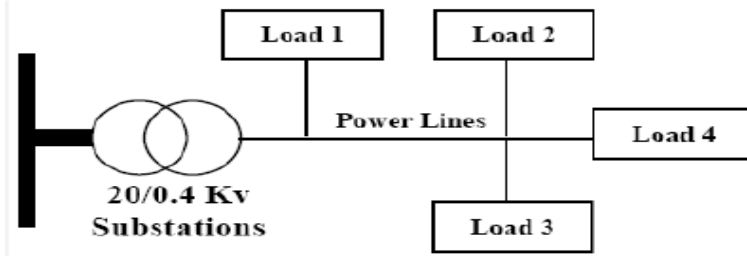 Load 1
Load 2
Power Lines
Load 4
20/0.4 Kv
Substations
Load 3